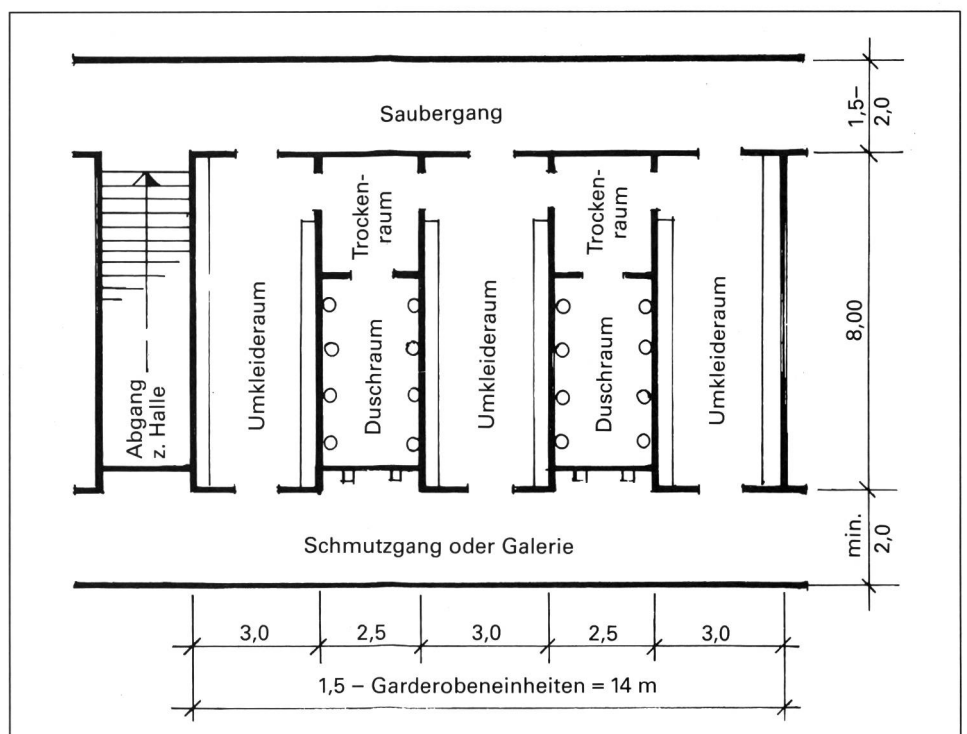 Saubergang
1,5–
2,0
Abgang
z. Halle
Umkleideraum
Trocken-
raum
Duschraum
Umkleideraum
Trocken-
raum
Duschraum
Umkleideraum
8,00
Schmutzgang oder Galerie
min.
2,0
3,0 2,5 3,0 2,5 3,0
1,5 – Garderobeneinheiten = 14 m